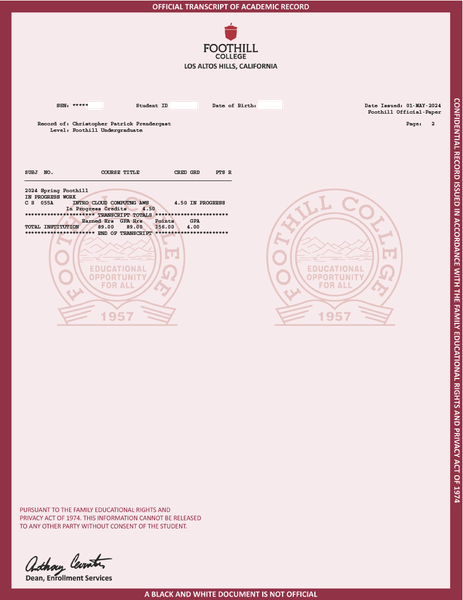 OFFICIAL TRANSCRIPT OF ACADEMIC RECORD
FOOTHILL
COLLEGE
LOS ALTOS HILLS, CALIFORNIA
SSN: ***** Student ID Date of Birth: Date Issued: 01-MAY-2024
Foothill Official-Paper
Record of: Christopher Patrick Prendergast Page: 2
Level: Foothill Undergraduate
SUBJ NO. COURSE TITLE CRED GRD PTS R
2024 Spring Foothill
IN PROGRESS WORK
C S 055A INTRO CLOUD COMPUTNG AWS 4.50 IN PROGRESS
In Progress Credits 4.50
********************** TRANSCRIPT TOTALS ***********************
Earned Hrs GPA Hrs Points GPA
TOTAL INSTITUTION 89.00 89.00 356.00 4.00
********************** END OF TRANSCRIPT ***********************
FOOTHILL COLLEGE
EDUCATIONAL
OPPORTUNITY
FOR ALL
1957
FOOTHILL COLLEGE
EDUCATIONAL
OPPORTUNITY
FOR ALL
1957
CONFIDENTIAL RECORD ISSUED IN ACCORDANCE WITH THE FAMILY EDUCATIONAL RIGHTS AND PRIVACY ACT OF 1974
PURSUANT TO THE FAMILY EDUCATIONAL RIGHTS AND
PRIVACY ACT OF 1974. THIS INFORMATION CANNOT BE RELEASED
TO ANY OTHER PARTY WITHOUT CONSENT OF THE STUDENT.
Anthony
Dean, Enrollment Services
A BLACK AND WHITE DOCUMENT IS NOT OFFICIAL